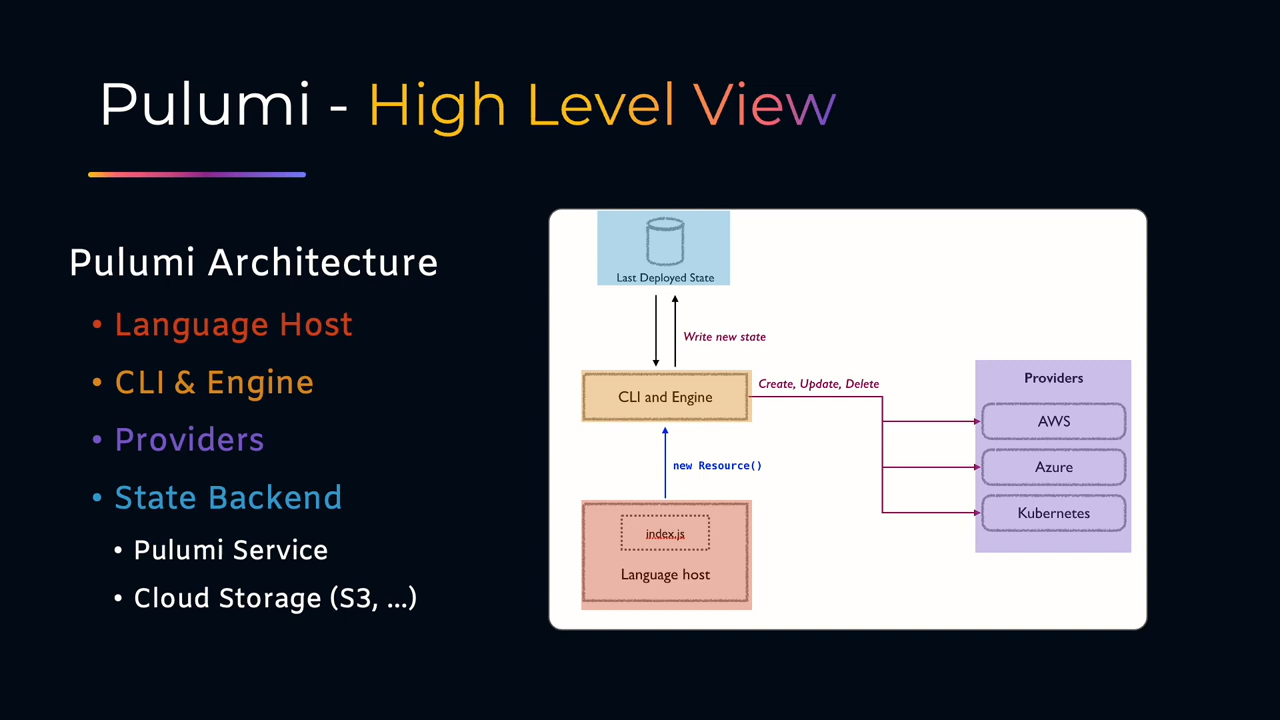 Pulumi - High Level View
Pulumi Architecture
• Language Host
• CLI & Engine
• Providers
• State Backend
• Pulumi Service
• Cloud Storage (S3, ...)
Last Deployed State
Write new state
CLI and Engine
Create, Update, Delete
new Resource()
index.js
Language host
Providers
AWS
Azure
Kubernetes